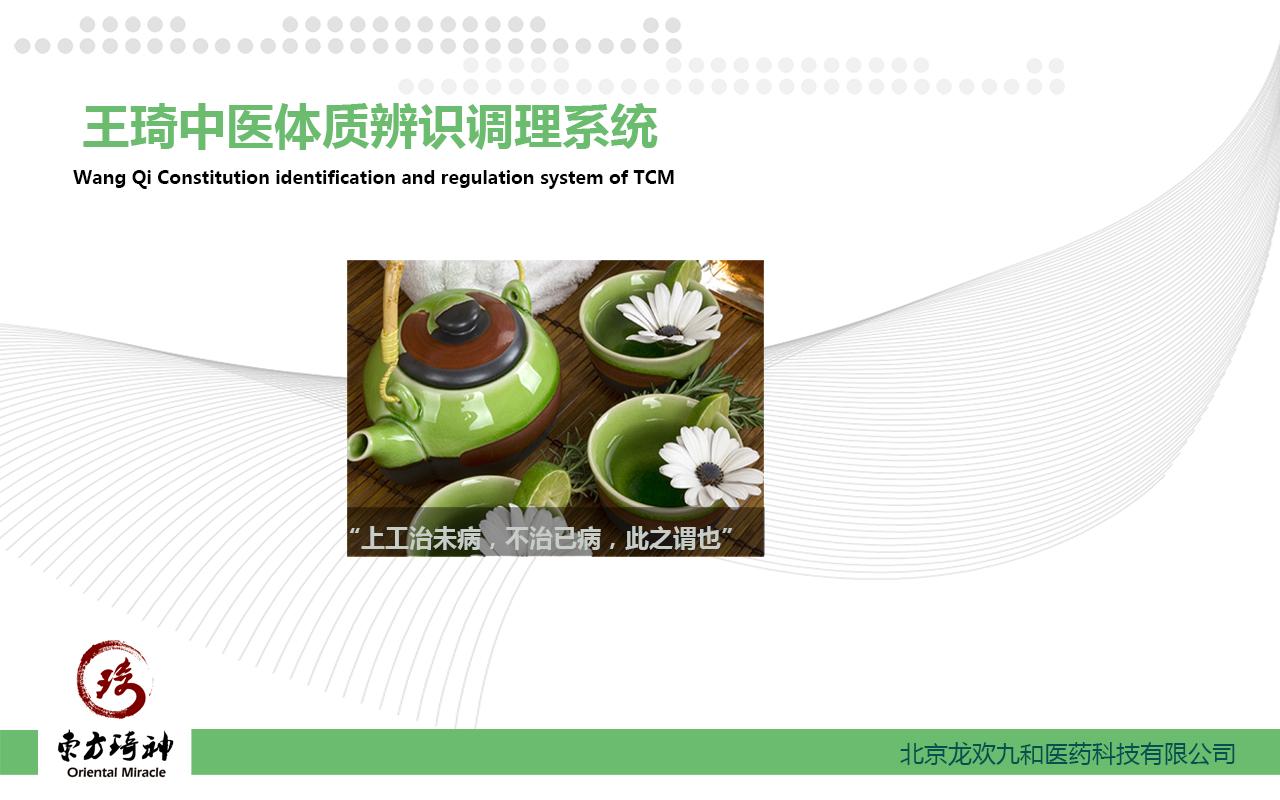 王琦中医体质辨识调理系统
Wang Qi Constitution identification and regulation system of TCM
“上工治未病，不治已病，此之谓也”
琦
东方琦神
Oriental Miracle
北京龙欢九和医药科技有限公司